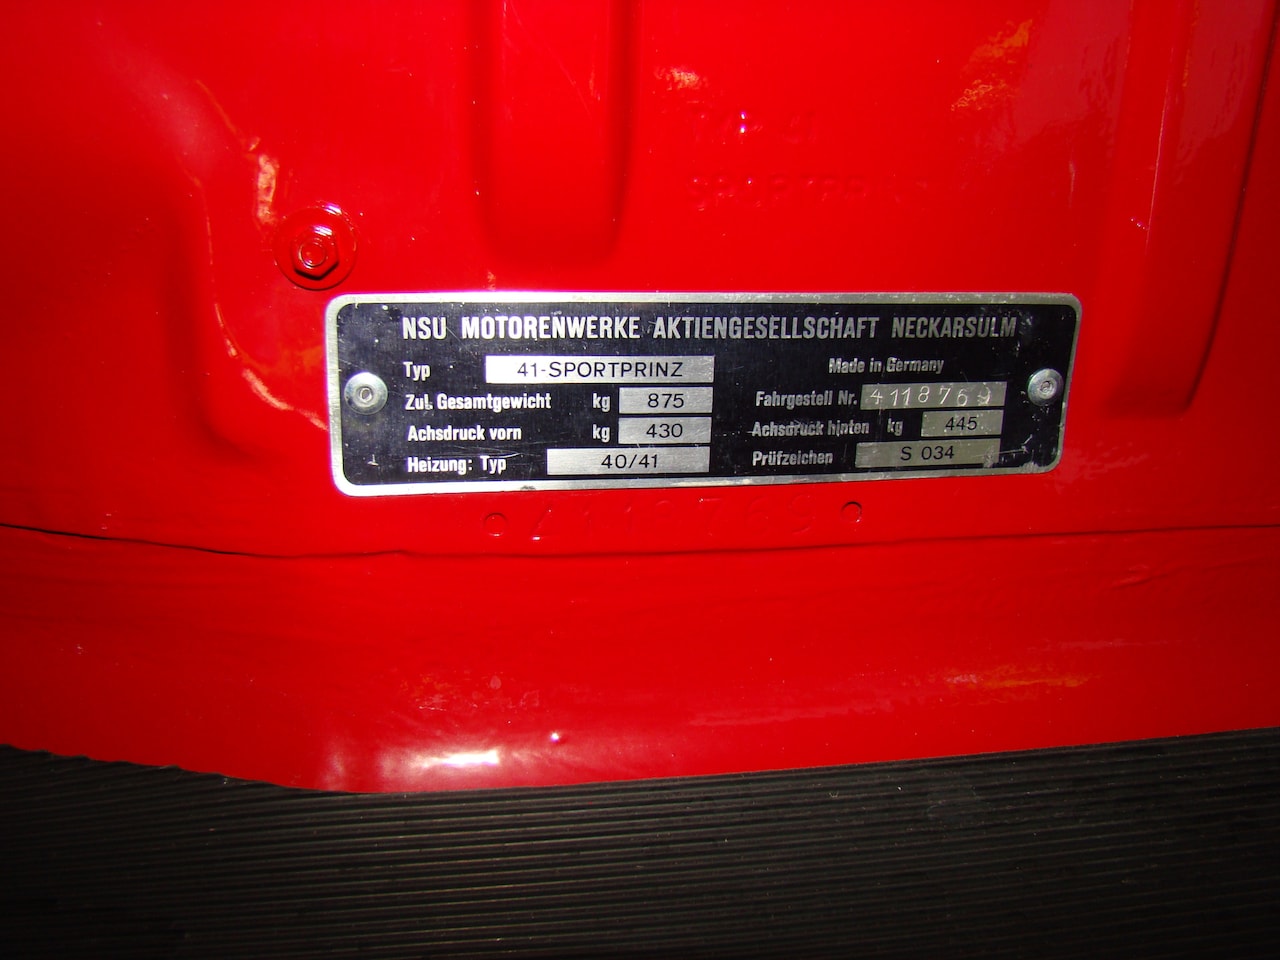 NSU MOTORENWERKE AKTIENGESELLSCHAFT NECKARSULM
Typ 41-SPORTPRINZ Made in Germany
Zul. Gesamtgewicht kg 875 Fahrgestell Nr. 4118769
Achsdruck vorn kg 430 Achsdruck hinten kg 445
Heizung: Typ 40/41 Prüfzeichen S 034
4118769